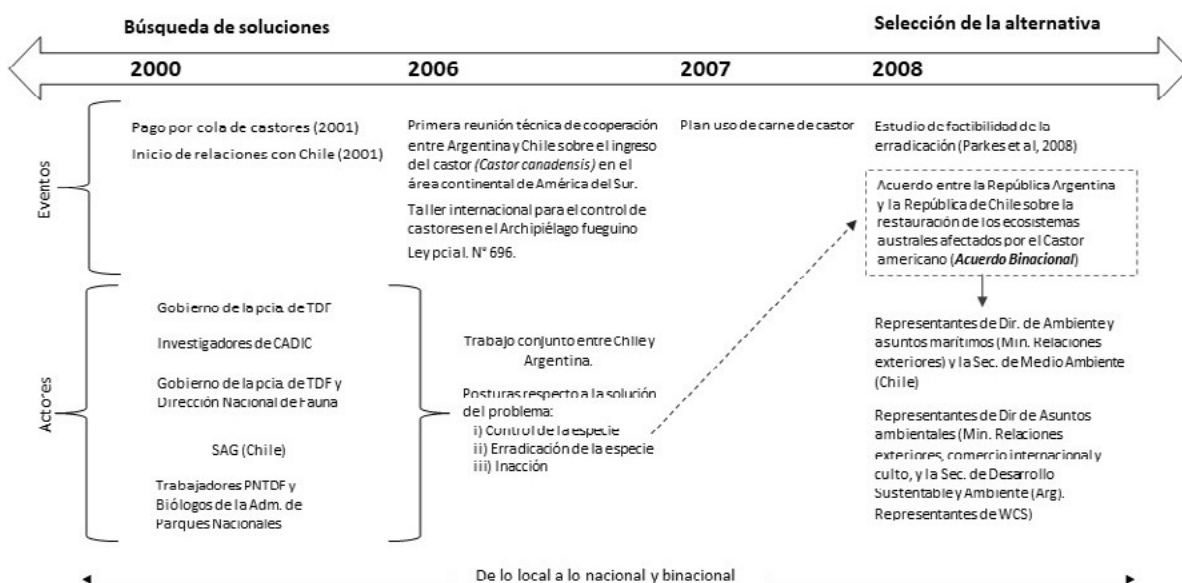 Búsqueda de soluciones
Selección de la alternativa
2000
2006
2007
2008
Eventos
Pago por cola de castores (2001)
Inicio de relaciones con Chile (2001)
Primera reunión técnica de cooperación
entre Argentina y Chile sobre el ingreso
del castor (Castor canadensis) en el
área continental de América del Sur.
Taller internacional para el control de
castores en el Archipiélago fueguino
Ley pcial. N° 696.
Plan uso de carne de castor
Estudio de factibilidad de la
erradicación (Parkes et al, 2008)
Acuerdo entre la República Argentina
y la República de Chile sobre la
restauración de los ecosistemas
australes afectados por el Castor
americano (Acuerdo Binacional)
Actores
Gobierno de la pcia. de TDF
Investigadores de CADIC
Gobierno de la pcia. de TDF y
Dirección Nacional de Fauna
SAG (Chile)
Trabajadores PNTDF y
Biólogos de la Adm. de
Parques Nacionales
Trabajo conjunto entre Chile y
Argentina.
Posturas respecto a la solución
del problema:
i) Control de la especie
ii) Erradicación de la especie
iii) Inacción
Representantes de Dir. de Ambiente y
asuntos marítimos (Min. Relaciones
exteriores) y la Sec. de Medio Ambiente
(Chile)
Representantes de Dir de Asuntos
ambientales (Min. Relaciones
exteriores, comercio internacional y
culto, y la Sec. de Desarrollo
Sustentable y Ambiente (Arg).
Representantes de WCS)
De lo local a lo nacional y binacional